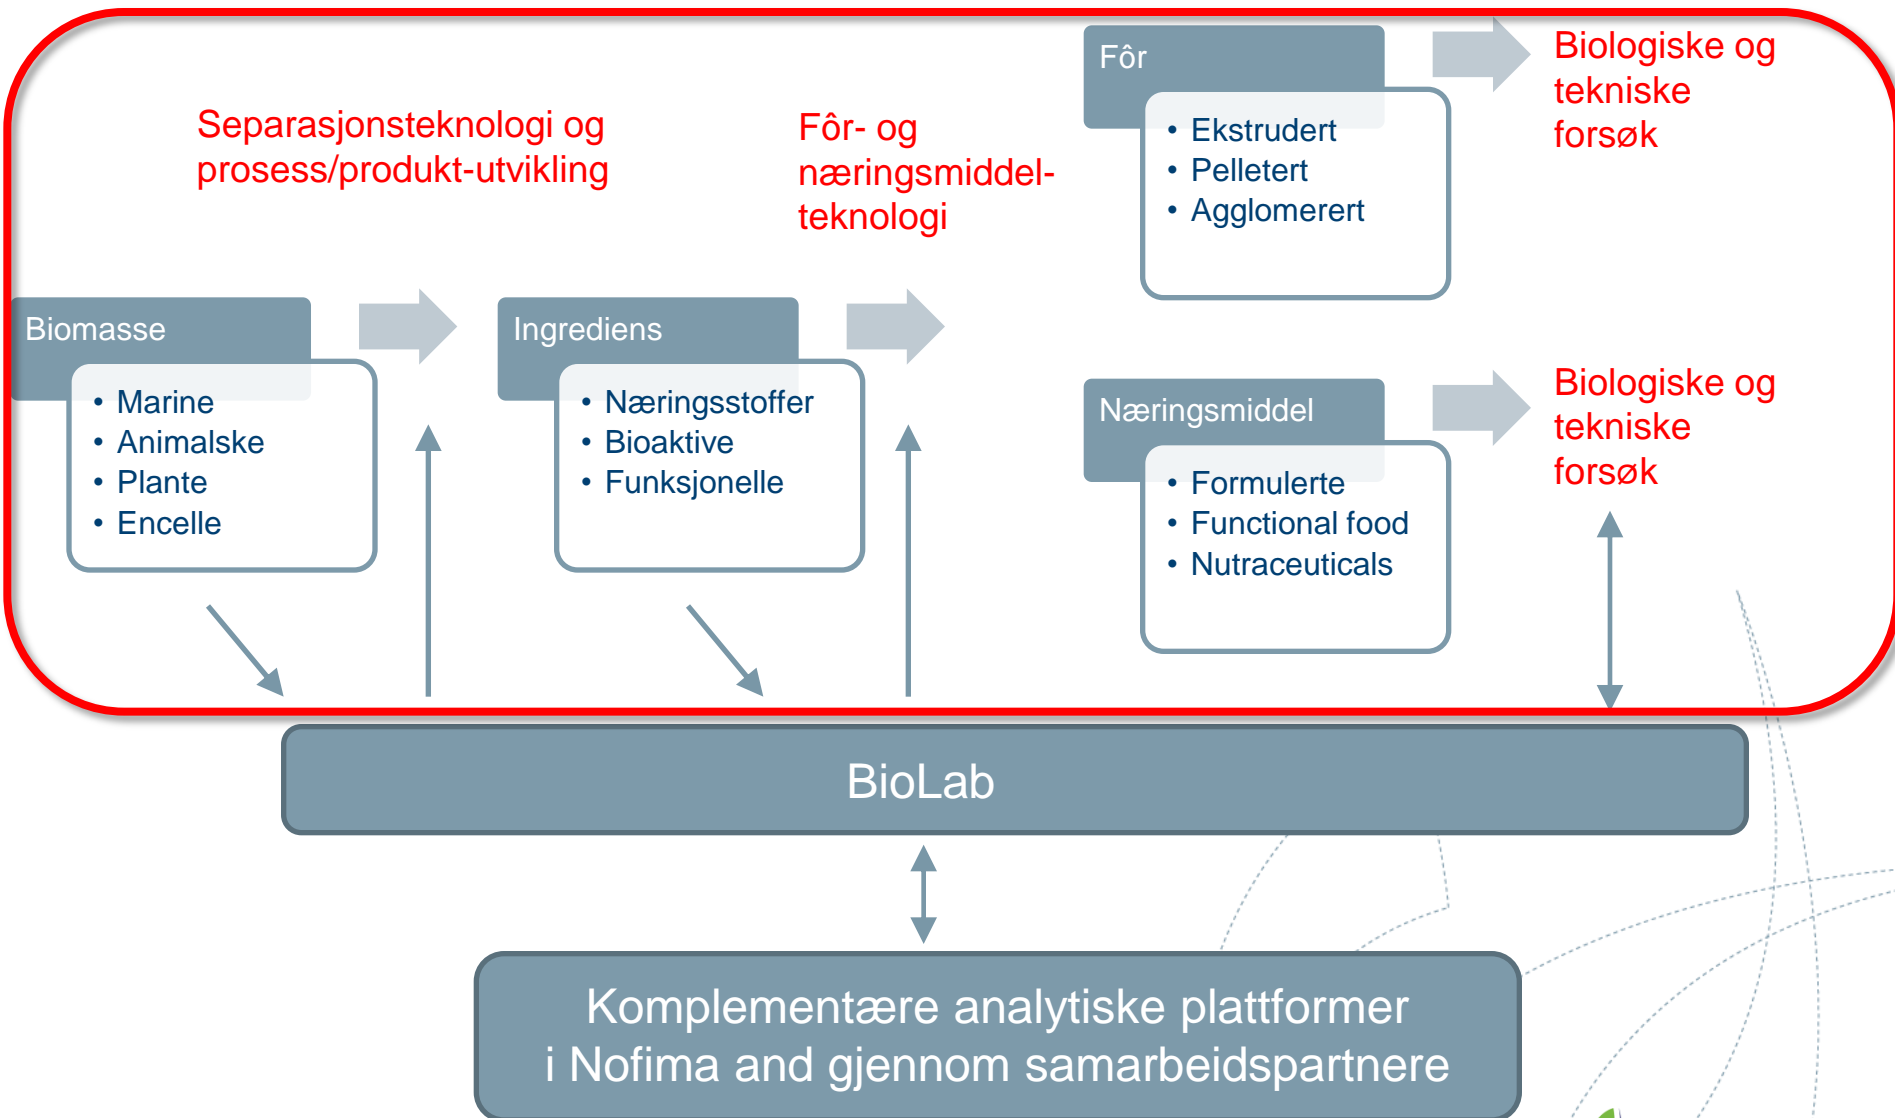 Separasjonsteknologi og
prosess/produkt-utvikling
Fôr- og
næringsmiddel-
teknologi
Fôr
• Ekstrudert
• Pelletert
• Agglomerert
Biologiske og
tekniske
forsøk
Biomasse
• Marine
• Animalske
• Plante
• Encelle
Ingrediens
• Næringsstoffer
• Bioaktive
• Funksjonelle
Næringsmiddel
• Formulerte
• Functional food
• Nutraceuticals
Biologiske og
tekniske
forsøk
BioLab
Komplementære analytiske plattformer
i Nofima and gjennom samarbeidspartnere